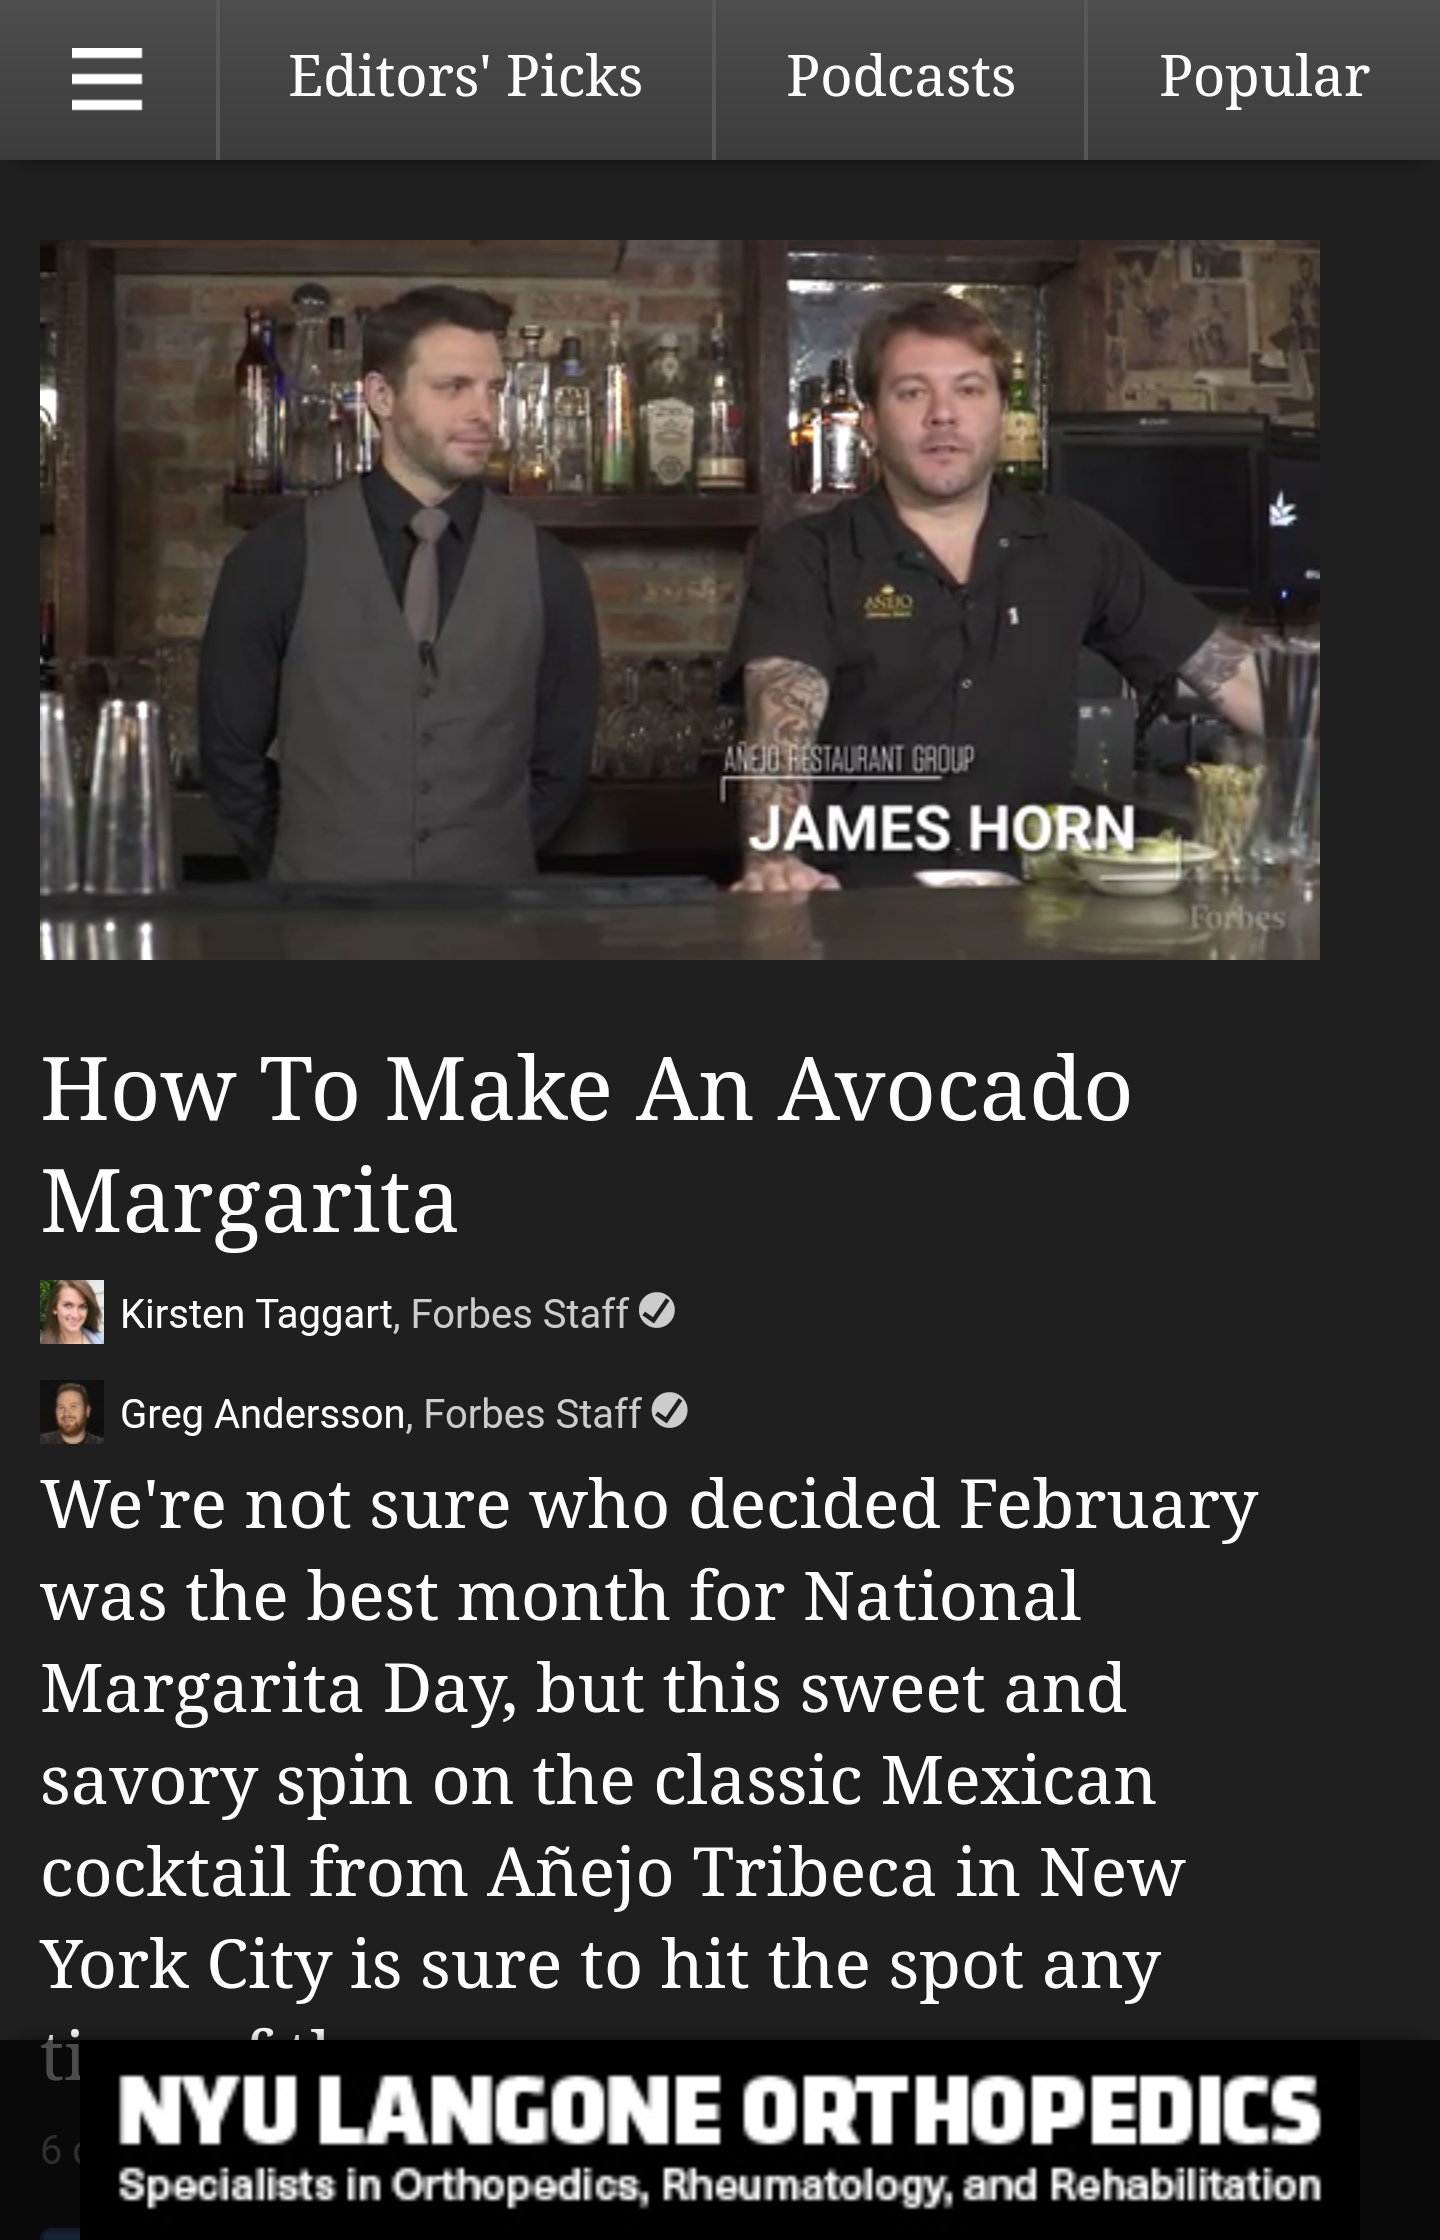 Editors' Picks
Podcasts
Popular
AÑEJO
AÑEJO RESTAURANT GROUP
JAMES HORN
Forbes
How To Make An Avocado
Margarita
Kirsten Taggart, Forbes Staff
Greg Andersson, Forbes Staff
We're not sure who decided February
was the best month for National
Margarita Day, but this sweet and
savory spin on the classic Mexican
cocktail from Añejo Tribeca in New
York City is sure to hit the spot any
6
NYU LANGONE ORTHOPEDICS
Specialists in Orthopedics, Rheumatology, and Rehabilitation